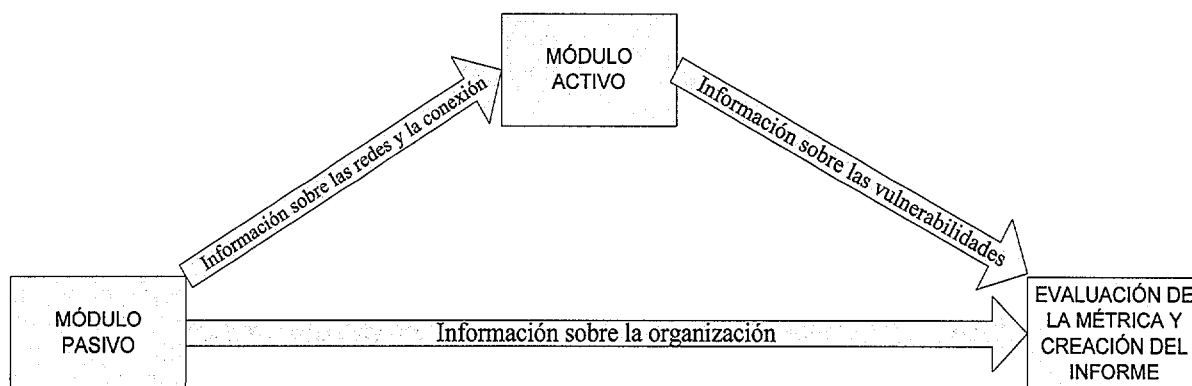 MÓDULO
ACTIVO
Información sobre las redes y la conexión
Información sobre las vulnerabilidades
MÓDULO
PASIVO
Información sobre la organización
EVALUACIÓN DE
LA MÉTRICA Y
CREACIÓN DEL
INFORME